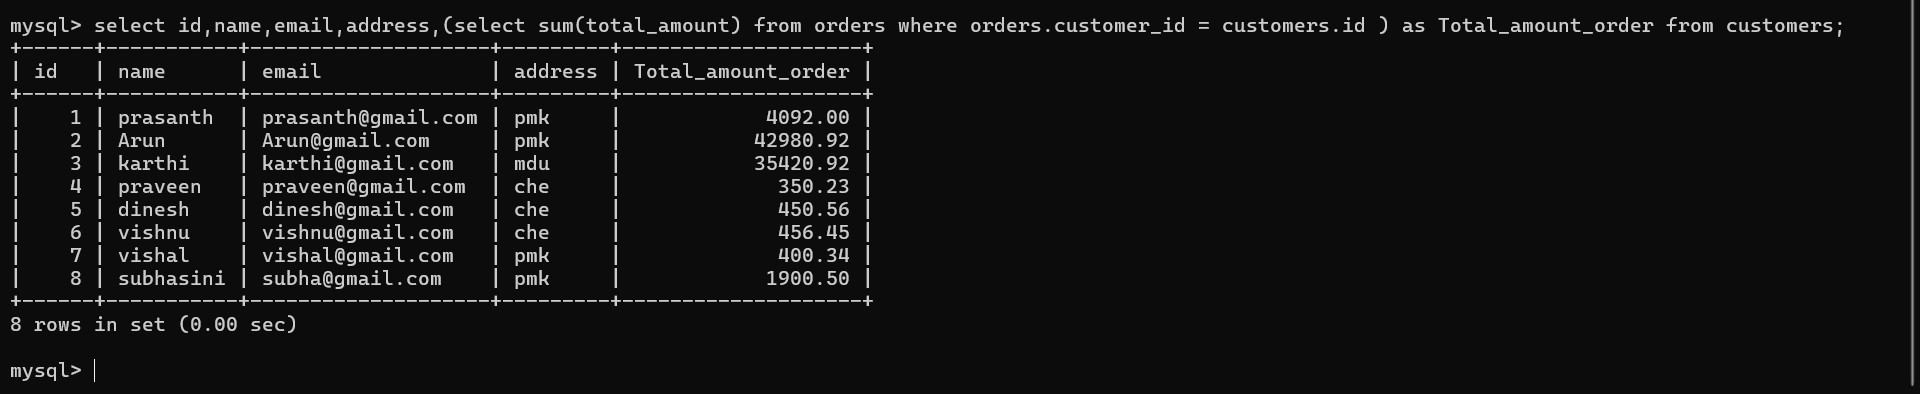 mysql> select id,name,email,address,(select sum(total_amount) from orders where orders.customer_id = customers.id ) as Total_amount_order from customers;
+------+-----------+--------------------+---------+--------------------+
| id   | name      | email              | address | Total_amount_order |
+------+-----------+--------------------+---------+--------------------+
|    1 | prasanth  | prasanth@gmail.com | pmk     |            4092.00 |
|    2 | Arun      | Arun@gmail.com     | pmk     |           42980.92 |
|    3 | karthi    | karthi@gmail.com   | mdu     |           35420.92 |
|    4 | praveen   | praveen@gmail.com  | che     |             350.23 |
|    5 | dinesh    | dinesh@gmail.com   | che     |             450.56 |
|    6 | vishnu    | vishnu@gmail.com   | che     |             456.45 |
|    7 | vishal    | vishal@gmail.com   | pmk     |             400.34 |
|    8 | subhasini | subha@gmail.com    | pmk     |            1900.50 |
+------+-----------+--------------------+---------+--------------------+
8 rows in set (0.00 sec)
mysql>